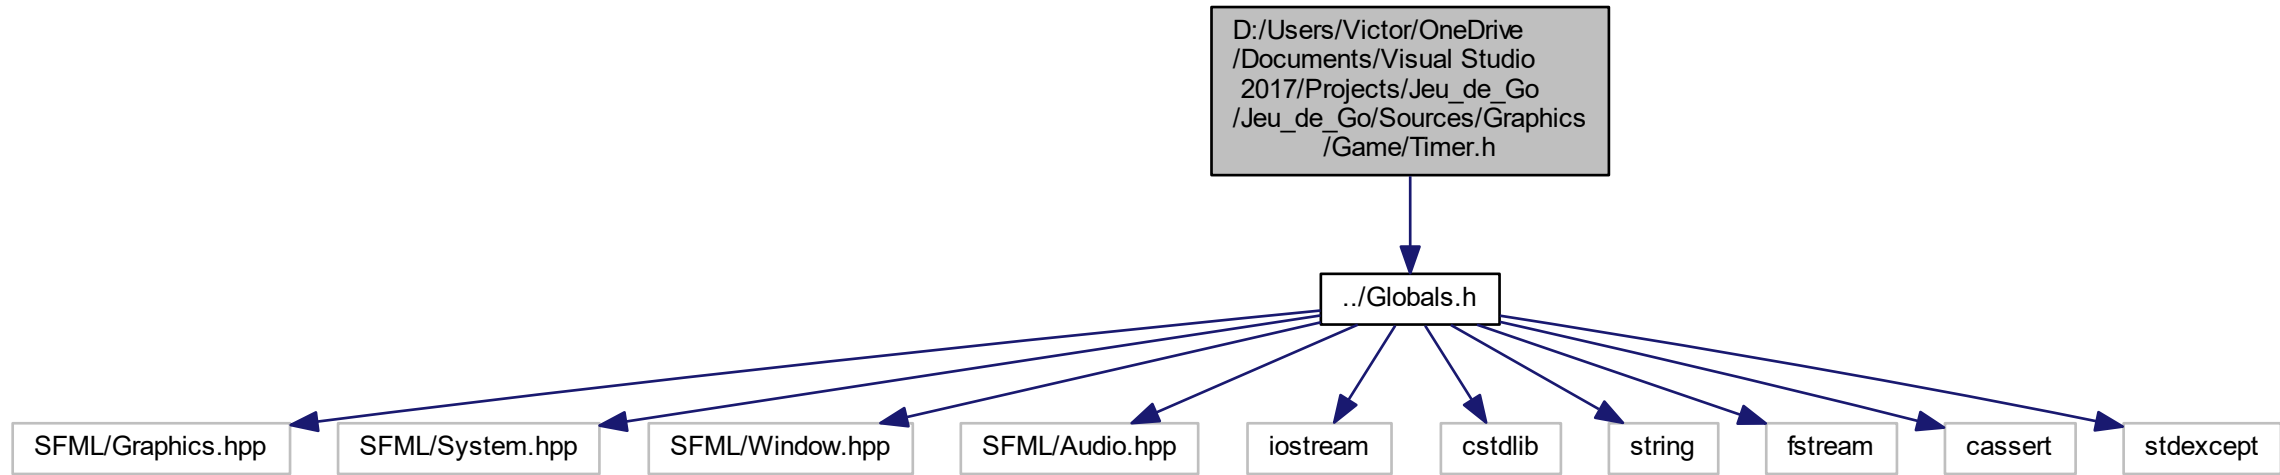 D:/Users/Victor/OneDrive
/Documents/Visual Studio
2017/Projects/Jeu_de_Go
/Jeu_de_Go/Sources/Graphics
/Game/Timer.h
../Globals.h
SFML/Graphics.hpp
SFML/System.hpp
SFML/Window.hpp
SFML/Audio.hpp
iostream
cstdlib
string
fstream
cassert
stdexcept